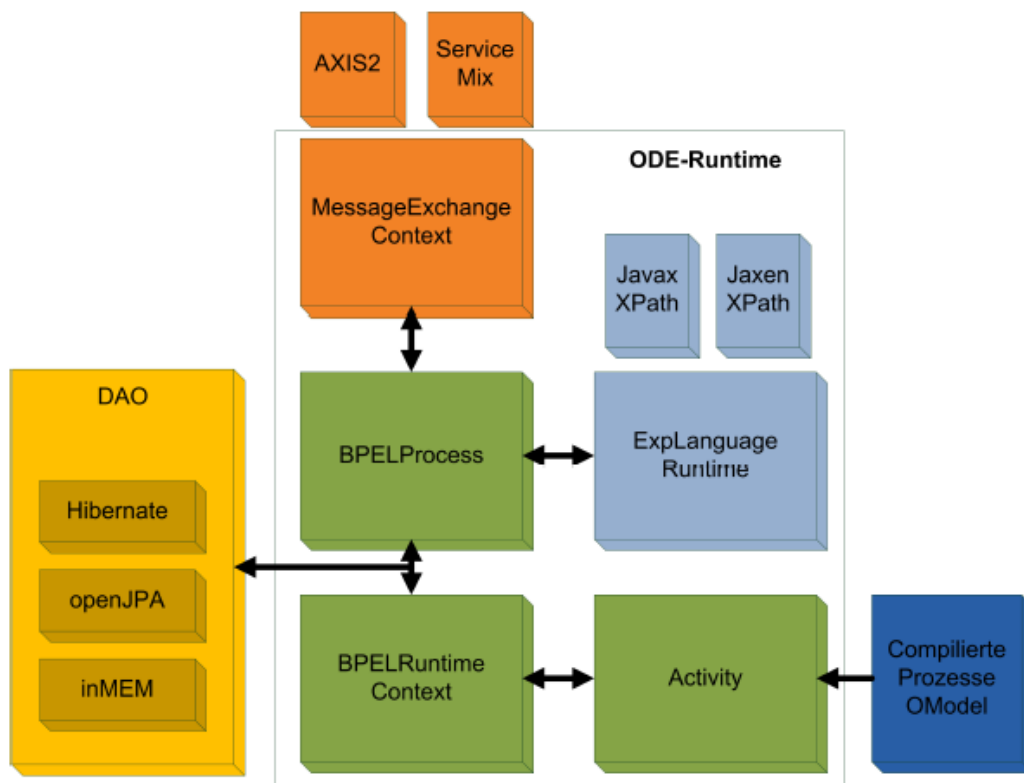 AXIS2
Service
Mix
ODE-Runtime
MessageExchange
Context
Javax
XPath
Jaxen
XPath
DAO
BPELProcess
ExpLanguage
Runtime
Hibernate
openJPA
inMEM
BPELRuntime
Context
Activity
Compilierte
Prozesse
OModel